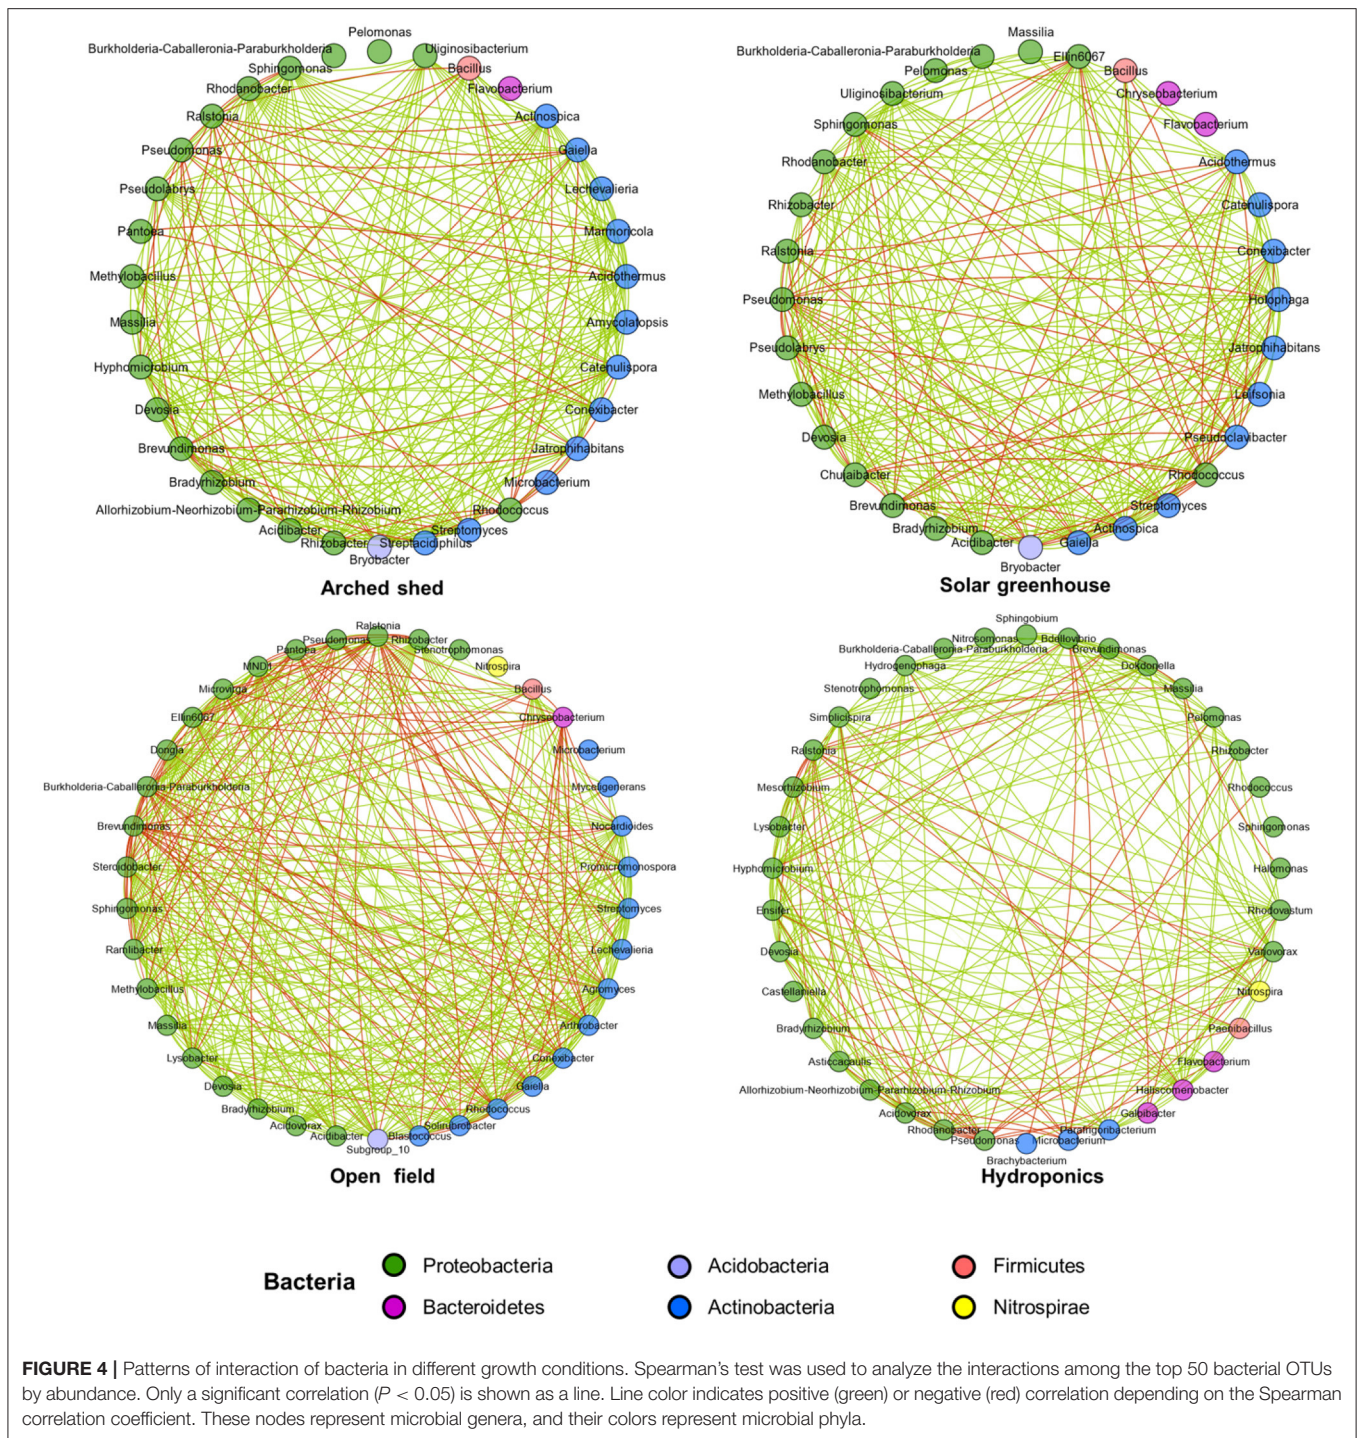 Pelomonas
Burkholderia-Caballeronia-Paraburkholderia
Uliginosibacterium
Sphingomonas
Bacillus
Rhodanobacter
Flavobacterium
Ralstonia
Actinospica
Pseudomonas
Gaiella
Pseudolabrys
Lechevalieria
Pantoea
Marmoricola
Methylobacillus
Acidothermus
Massilia
Amycolatopsis
Hyphomicrobium
Catenulispora
Devosia
Conexibacter
Brevundimonas
Jatrophihabitans
Bradyrhizobium
Microbacterium
Allorhizobium-Neorhizobium-Pararhizobium-Rhizobium
Rhodococcus
Acidibacter
Streptomyces
Rhizobacter
Streptacidiphilus
Bryobacter
Arched shed
Massilia
Burkholderia-Caballeronia-Paraburkholderia
Ellin6067
Pelomonas
Bacillus
Uliginosibacterium
Chryseobacterium
Sphingomonas
Flavobacterium
Rhodanobacter
Acidothermus
Rhizobacter
Catenulispora
Ralstonia
Conexibacter
Pseudomonas
Holophaga
Pseudolabrys
Jatrophihabitans
Methylobacillus
Leifsonia
Devosia
Pseudoclavibacter
Chujaibacter
Rhodococcus
Brevundimonas
Streptomyces
Bradyrhizobium
Actinospica
Acidibacter
Gaiella
Bryobacter
Solar greenhouse
Ralstonia
Pseudomonas
Rhizobacter
Pantoea
Stenotrophomonas
MND1
Nitrospira
Microvirga
Bacillus
Ellin6067
Chryseobacterium
Dongia
Microbacterium
Burkholderia-Caballeronia-Paraburkholderia
Myceligenerans
Brevundimonas
Nocardioides
Steroidobacter
Promicromonospora
Sphingomonas
Streptomyces
Ramlibacter
Lechevalieria
Methylobacillus
Agromyces
Massilia
Arthrobacter
Lysobacter
Conexibacter
Devosia
Gaiella
Bradyrhizobium
Rhodococcus
Acidovorax
Solirubrobacter
Acidibacter
Blastococcus
Subgroup_10
Open field
Sphingobium
Nitrosomonas
Bdellovibrio
Burkholderia-Caballeronia-Paraburkholderia
Brevundimonas
Hydrogenophaga
Dokdonella
Stenotrophomonas
Massilia
Simplicispira
Pelomonas
Ralstonia
Rhizobacter
Mesorhizobium
Rhodococcus
Lysobacter
Sphingomonas
Hyphomicrobium
Halomonas
Ensifer
Rhodovastum
Devosia
Variovorax
Castellaniella
Nitrospira
Bradyrhizobium
Paenibacillus
Asticcacaulis
Flavobacterium
Allorhizobium-Neorhizobium-Pararhizobium-Rhizobium
Haliscomenobacter
Acidovorax
Galbibacter
Rhodanobacter
Parafrigoribacterium
Pseudomonas
Microbacterium
Brachybacterium
Hydroponics
Bacteria
Proteobacteria
Acidobacteria
Firmicutes
Bacteroidetes
Actinobacteria
Nitrospirae
FIGURE 4 | Patterns of interaction of bacteria in different growth conditions. Spearman's test was used to analyze the interactions among the top 50 bacterial OTUs
by abundance. Only a significant correlation (P < 0.05) is shown as a line. Line color indicates positive (green) or negative (red) correlation depending on the Spearman
correlation coefficient. These nodes represent microbial genera, and their colors represent microbial phyla.